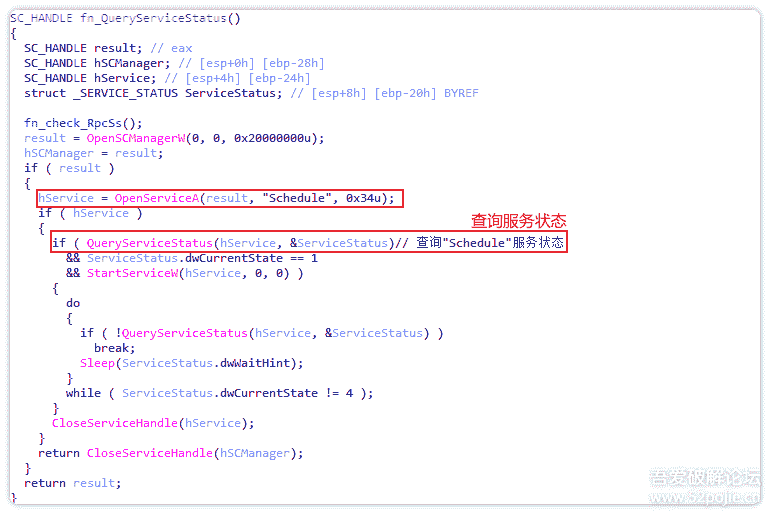 SC_HANDLE fn_QueryServiceStatus()
{
SC_HANDLE result; // eax
SC_HANDLE hSCManager; // [esp+0h] [ebp-28h]
SC_HANDLE hService; // [esp+4h] [ebp-24h]
struct _SERVICE_STATUS ServiceStatus; // [esp+8h] [ebp-20h] BYREF
fn_check_RpcSs();
result = OpenSCManagerW(0, 0, 0x20000000u);
hSCManager = result;
if ( result )
{
hService = OpenServiceA(result, "Schedule", 0x34u);
if ( hService )
查询服务状态
{
if ( QueryServiceStatus(hService, &ServiceStatus)// 查询"Schedule"服务状态
&& ServiceStatus.dwCurrentState == 1
&& StartServiceW(hService, 0, 0) )
{
do
{
if ( !QueryServiceStatus(hService, &ServiceStatus) )
break;
Sleep(ServiceStatus.dwWaitHint);
}
while ( ServiceStatus.dwCurrentState != 4 );
}
CloseServiceHandle(hService);
}
return CloseServiceHandle(hSCManager);
}
return result;
}
吾爱破解论坛
www.52pojie.cn